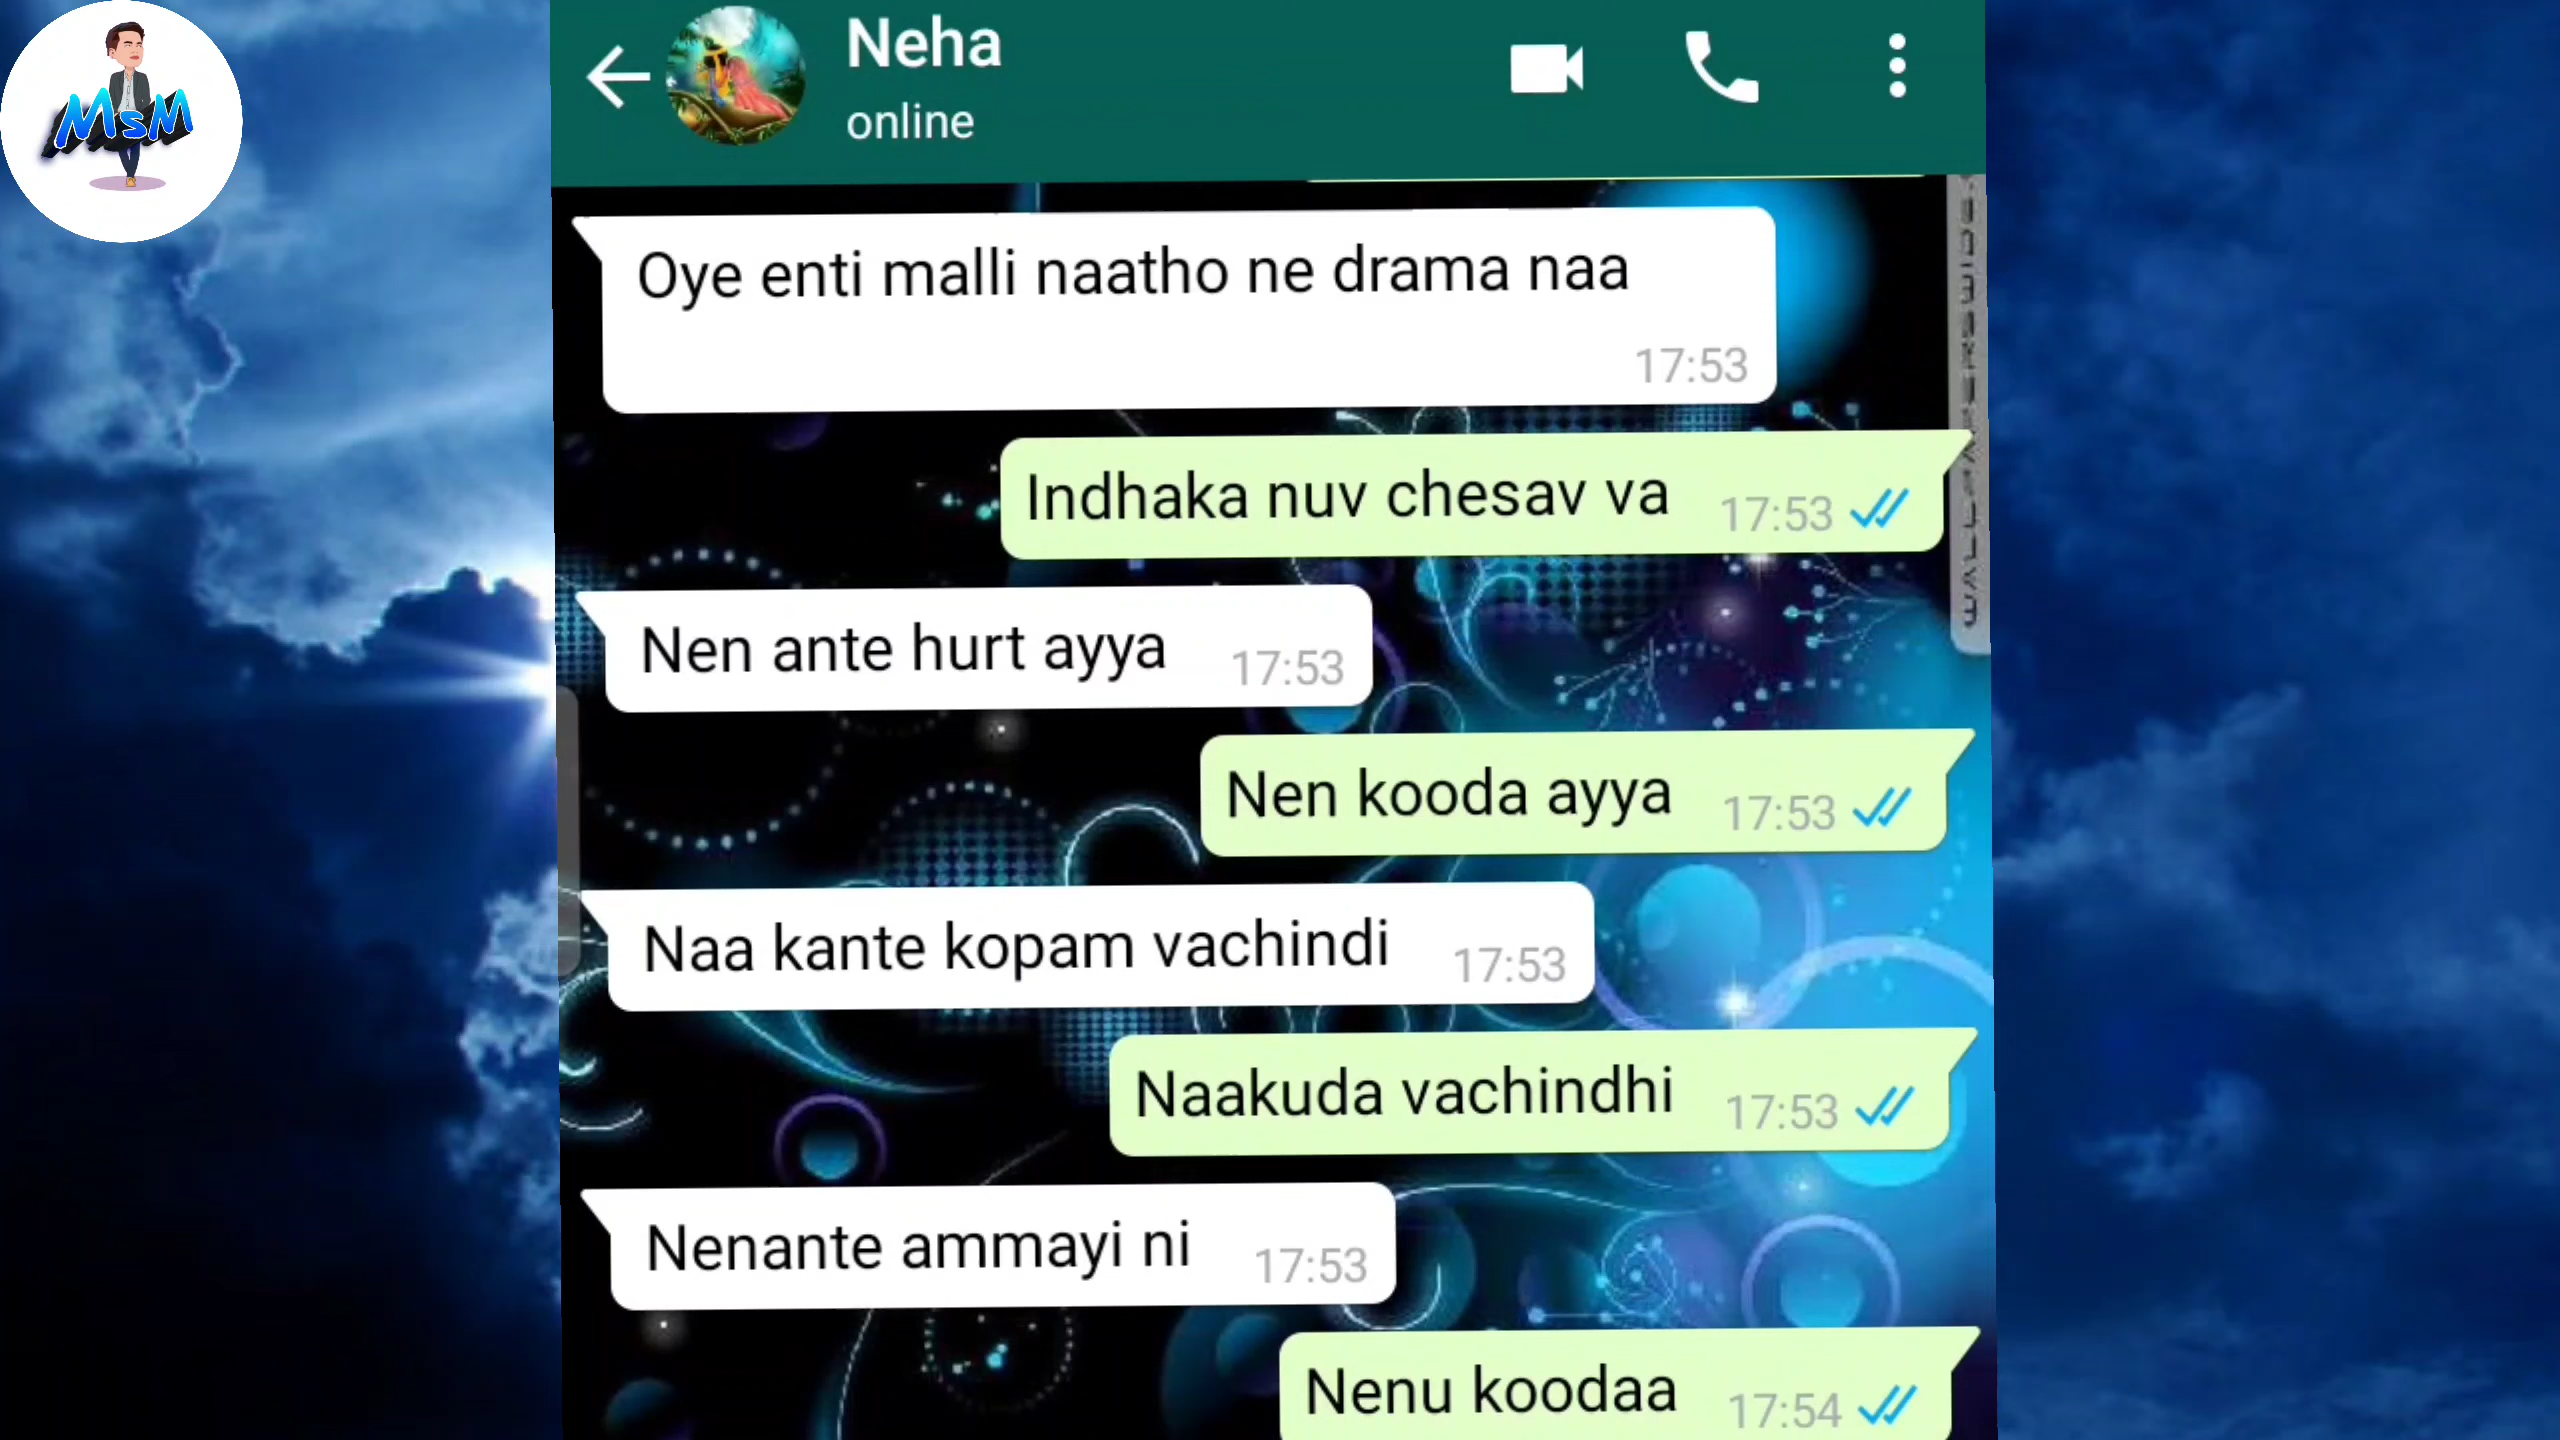 MsM
Neha
online
Oye enti malli naatho ne drama naa
17:53
Indhaka nuv chesav va 17:53
Nen ante hurt ayya 17:53
Nen kooda ayya 17:53
Naa kante kopam vachindi 17:53
Naakuda vachindhi 17:53
Nenante ammayi ni 17:53
Nenu koodaa 17:54